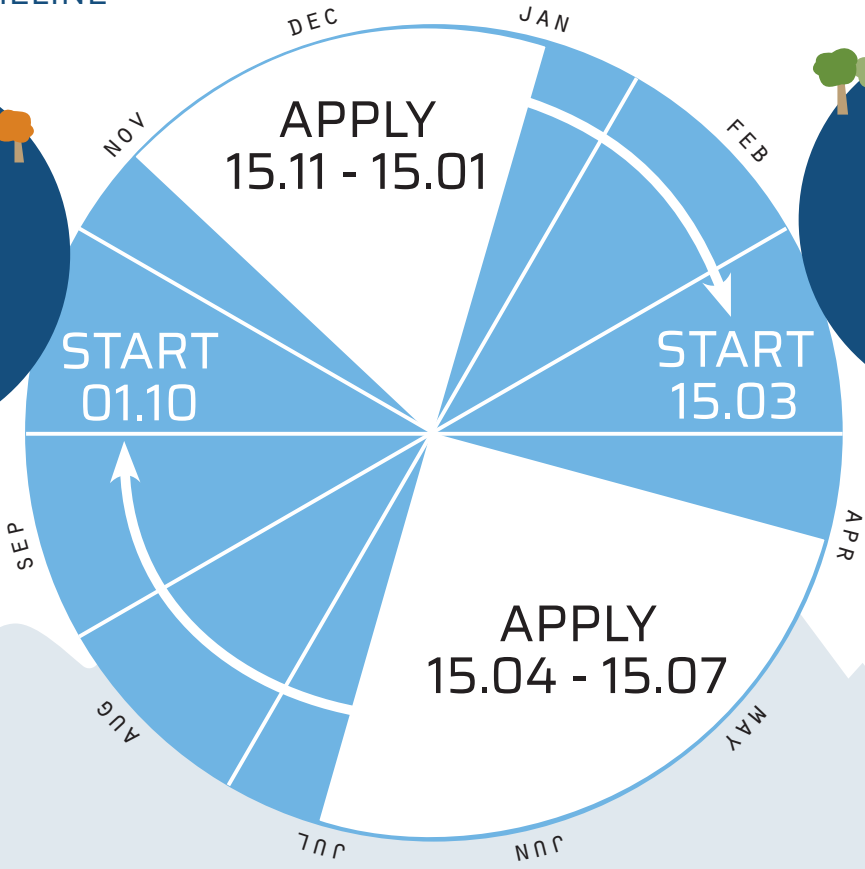 DEC
JAN
NOV
FEB
APPLY
15.11 - 15.01
START
01.10
START
15.03
SEP
APR
APPLY
15.04 - 15.07
AUG
MAY
JUL
JUN